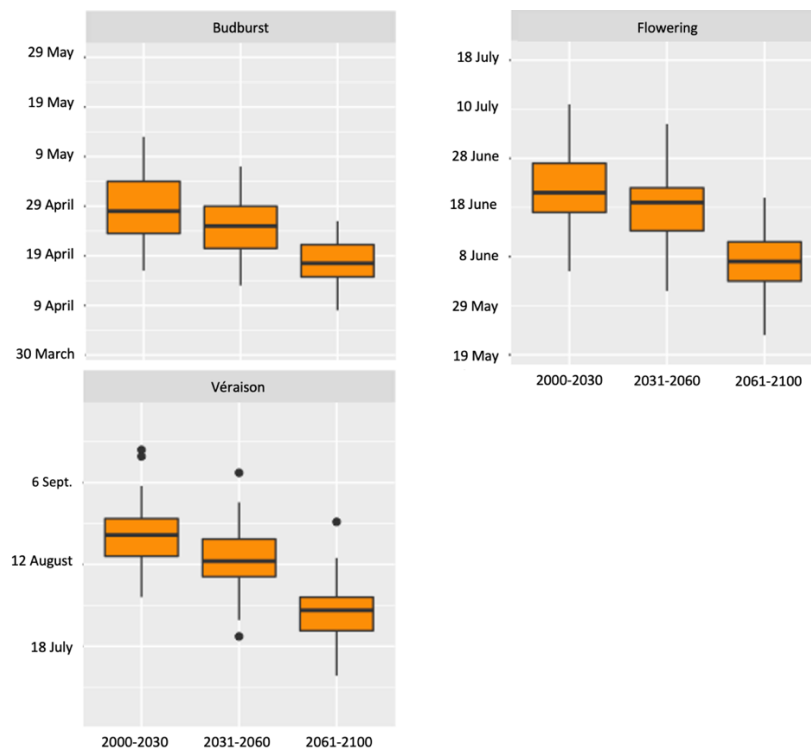 Budburst
29 May
19 May
9 May
29 April
19 April
9 April
30 March
Flowering
18 July
10 July
28 June
18 June
8 June
29 May
19 May
2000-2030 2031-2060 2061-2100
Véraison
6 Sept.
12 August
18 July
2000-2030 2031-2060 2061-2100